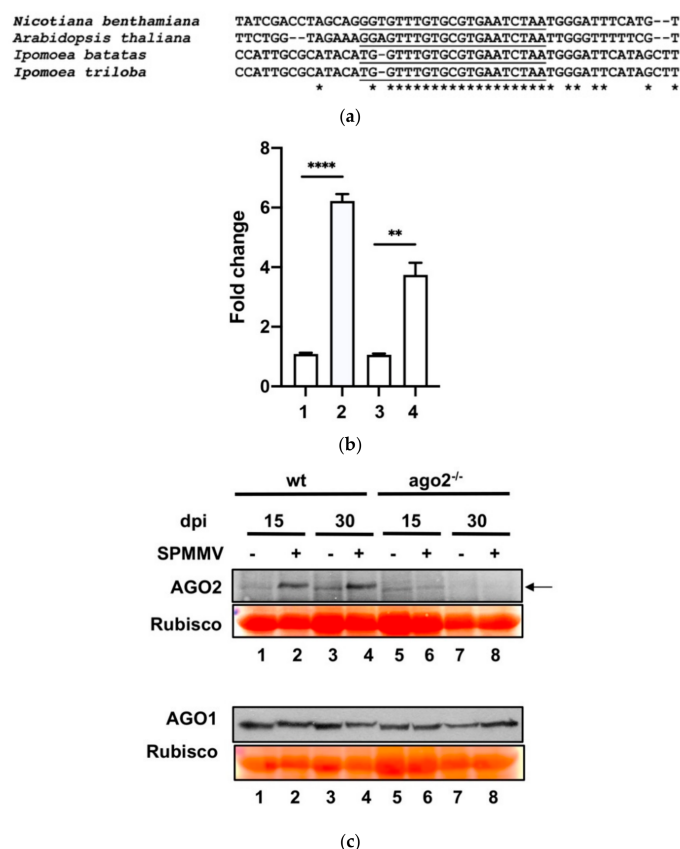 Nicotiana benthamiana TATCGACCTAGCAGGGTGTTTGTGCGTGAATCTAATGGGATTTCATG--T
Arabidopsis thaliana TTCTGG--TAGAAAGGAGTTTGTGCGTGAATCTAATTGGGTTTTTCG--T
Ipomoea batatas CCATTGCGCATACATG-GTTTGTGCGTGAATCTAATGGGATTCATAGCTT
Ipomoea triloba CCATTGCGCATACATG-GTTTGTGCGTGAATCTAATGGGATTCATAGCTT
* * ******************* ** ** * *
(a)
**** **
Fold change
8
6
4
2
0
1 2 3 4
(b)
wt ago2-/-
dpi 15 30 15 30
SPMMV - + - + - + - +
AGO2
Rubisco
1 2 3 4 5 6 7 8
AGO1
Rubisco
1 2 3 4 5 6 7 8
(c)